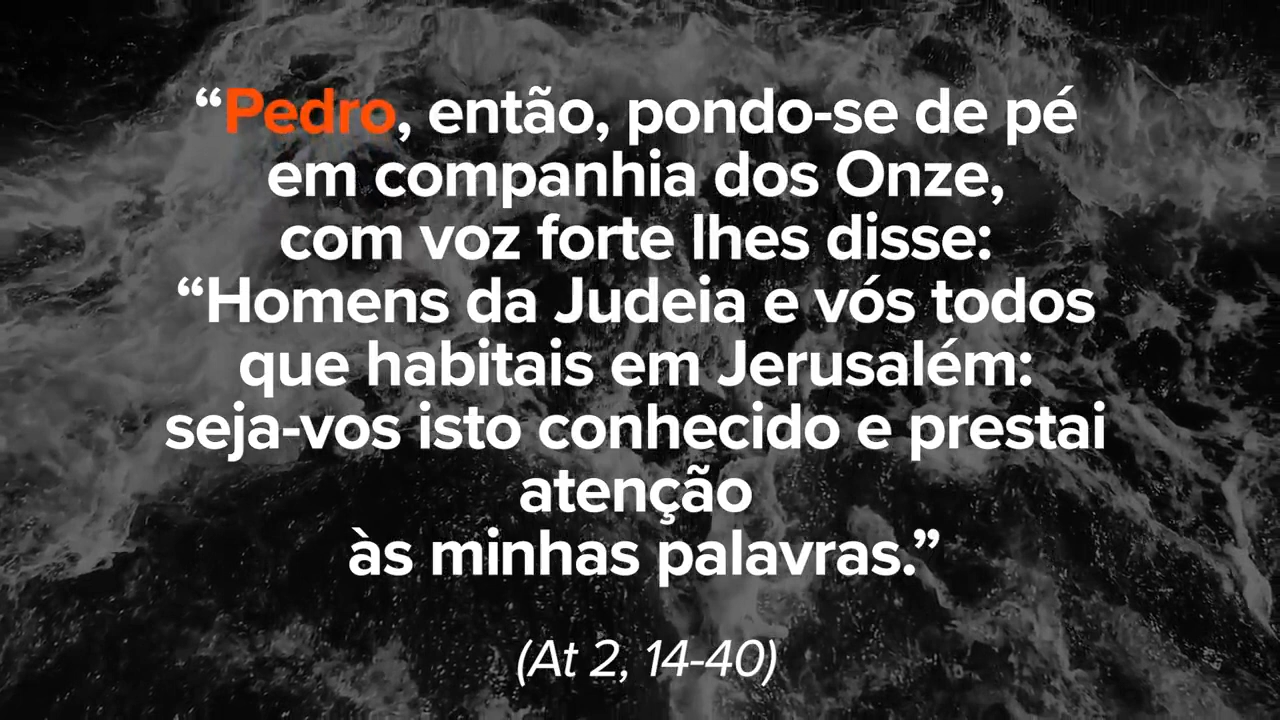 “Pedro, então, pondo-se de pé
em companhia dos Onze,
com voz forte lhes disse:
“Homens da Judeia e vós todos
que habitais em Jerusalém:
seja-vos isto conhecido e prestai
atenção
às minhas palavras.”
(At 2, 14-40)